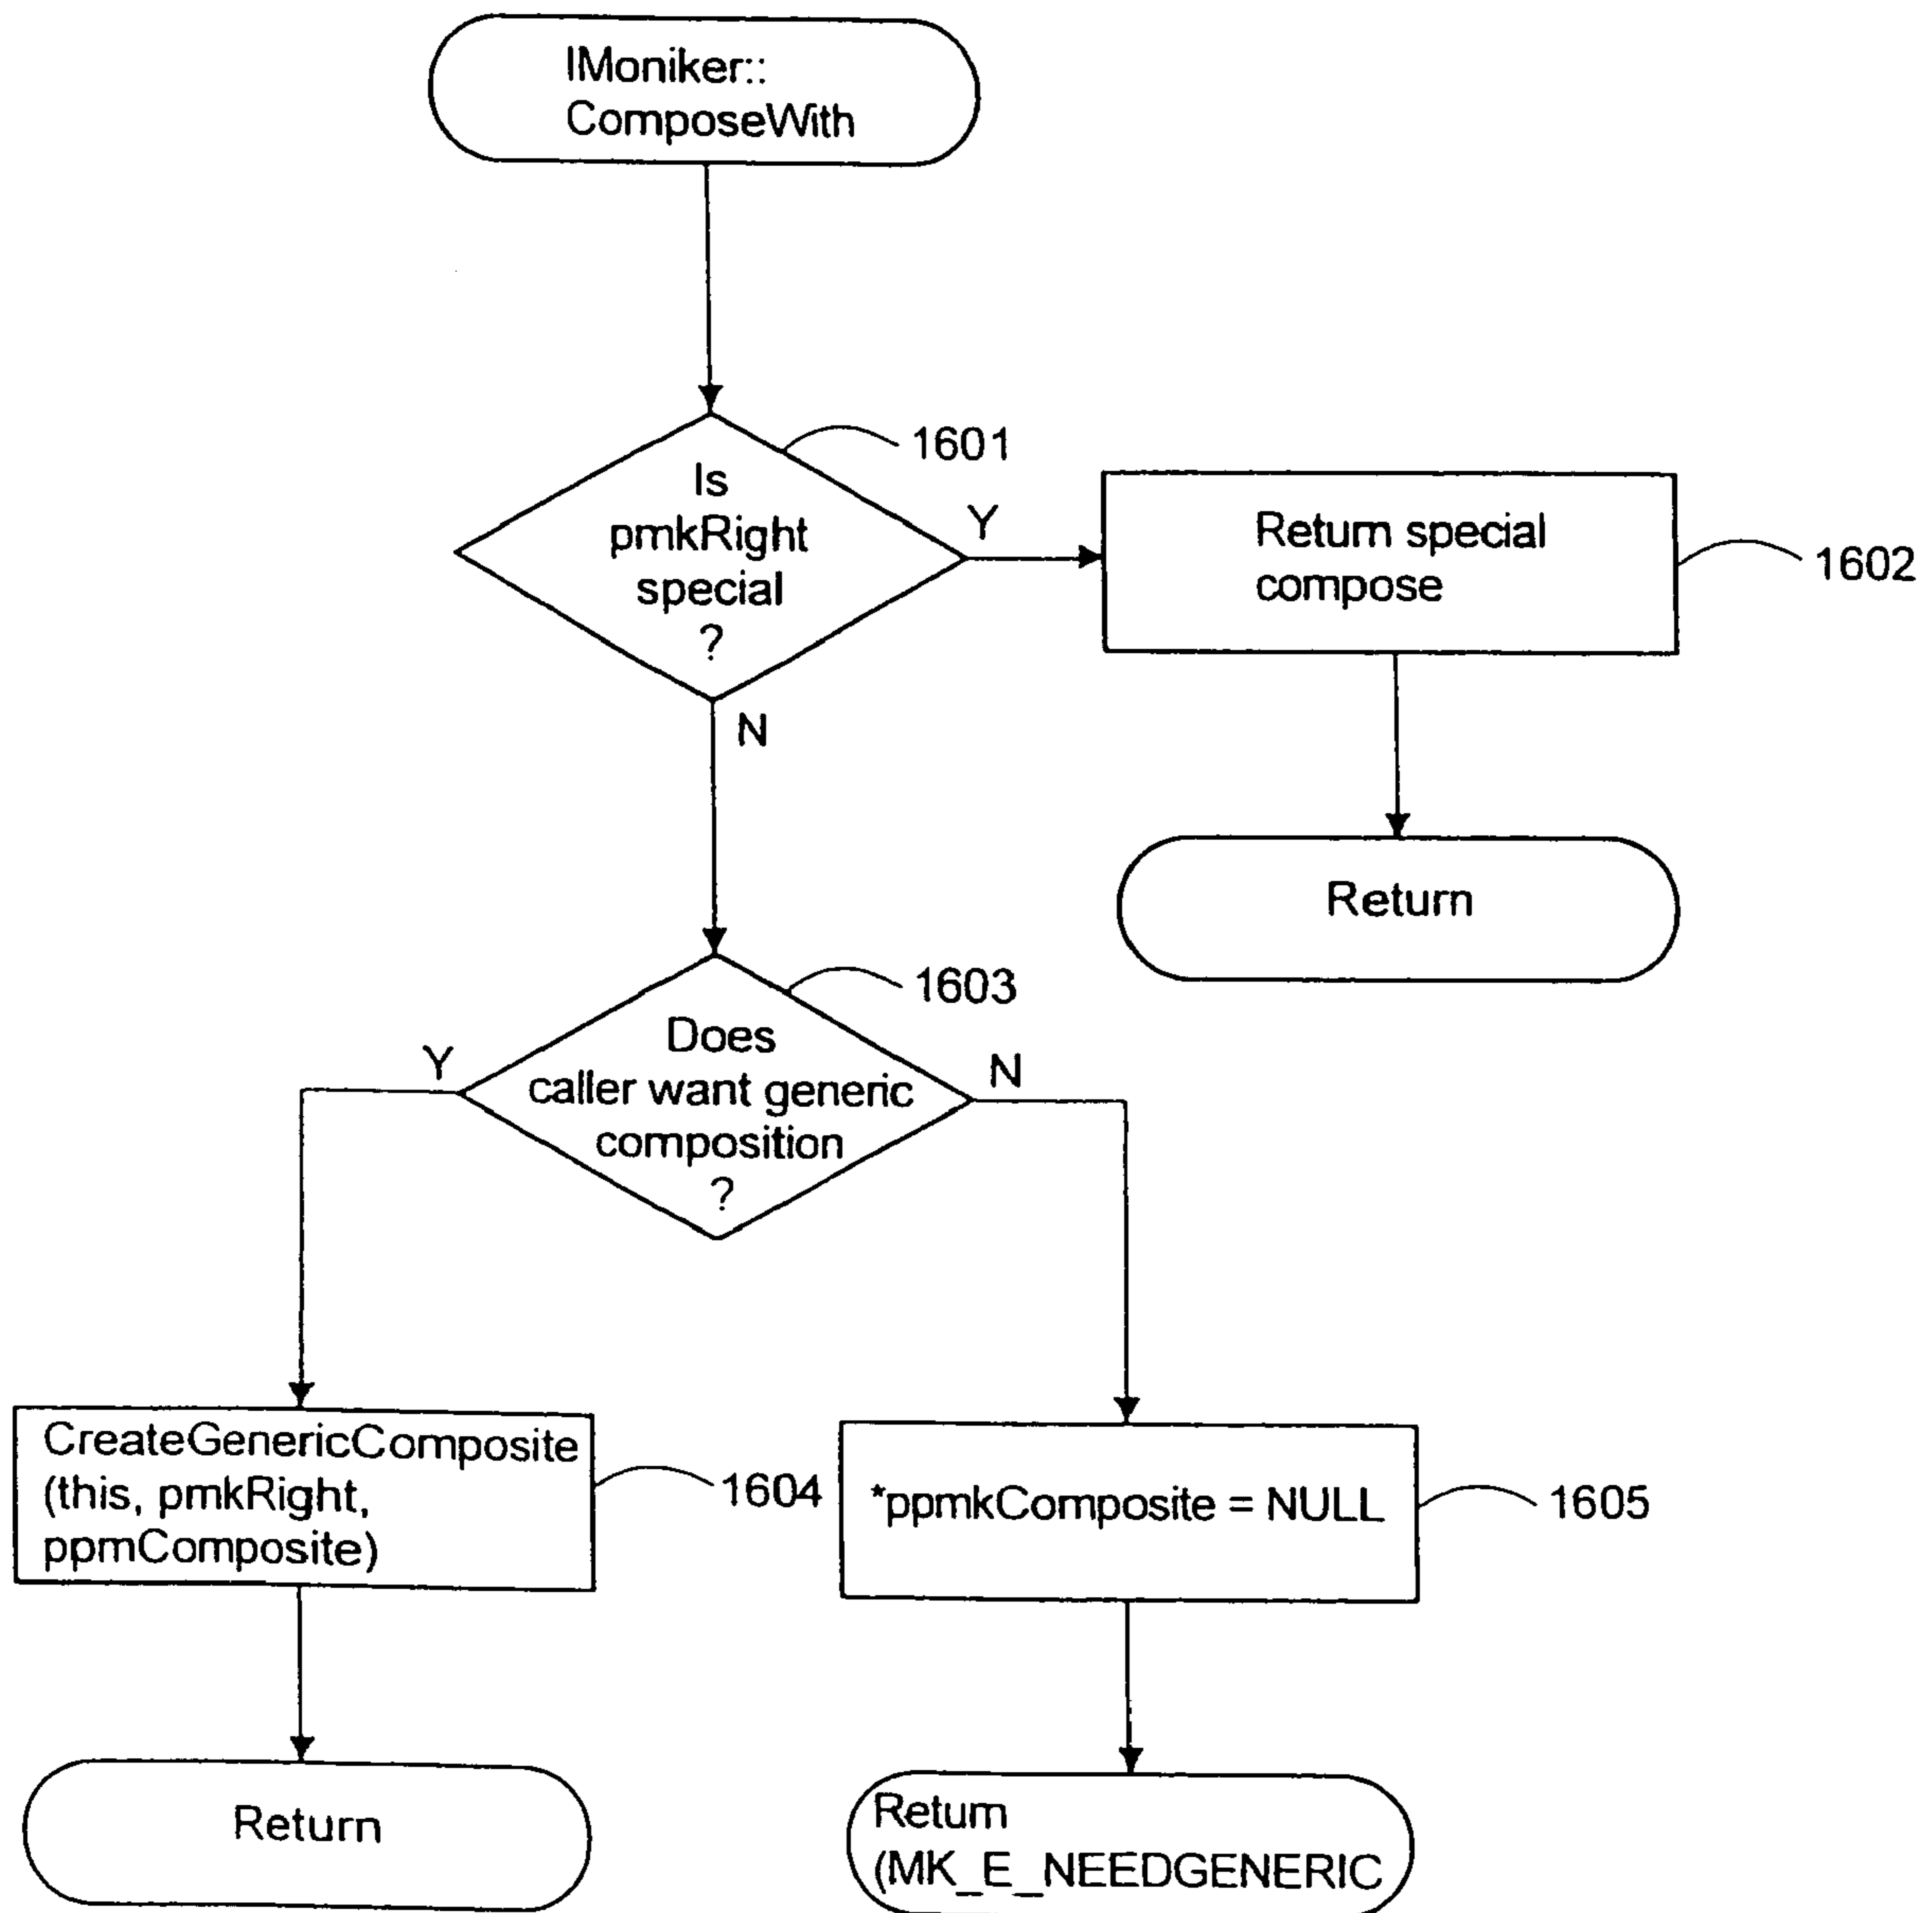 IMoniker::
ComposeWith
1601
Is
pmkRight
special
?
Y
Return special
compose
1602
N
Return
1603
Does
caller want generic
composition
?
Y
N
CreateGenericComposite
(this, pmkRight,
ppmComposite)
1604
*ppmkComposite = NULL
1605
Return
Return
(MK_E_NEEDGENERIC